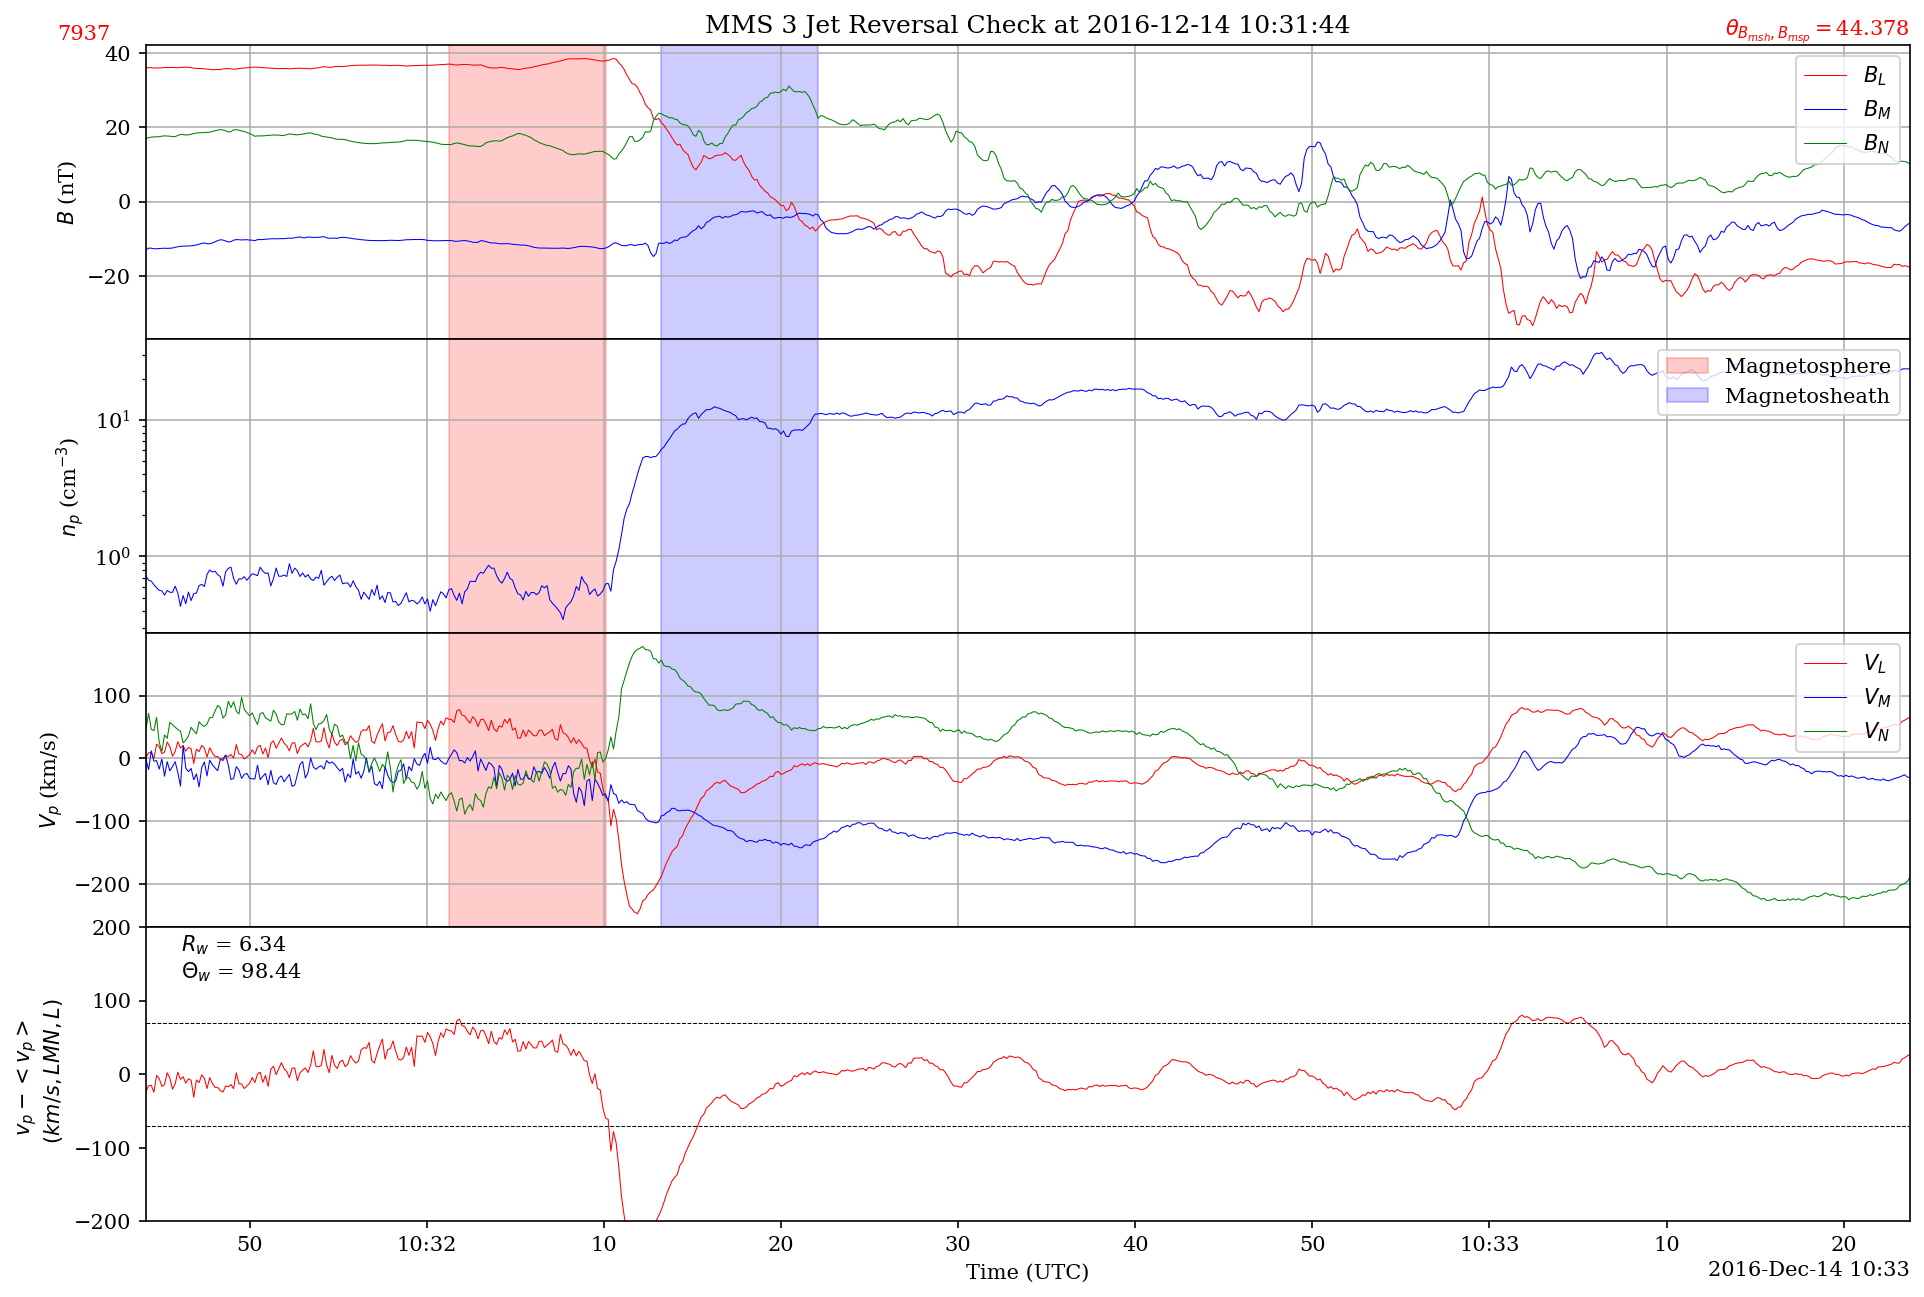 7937
MMS 3 Jet Reversal Check at 2016-12-14 10:31:44
θ_{B_{msh}, B_{msp}} = 44.378
40
20
0
−20
B (nT)
B_L
B_M
B_N
10^1
10^0
n_p (cm^{−3})
Magnetosphere
Magnetosheath
100
0
−100
−200
V_p (km/s)
V_L
V_M
V_N
200
100
0
−100
−200
v_p − < v_p >
(km/s, LMN, L)
R_w = 6.34
Θ_w = 98.44
50 10:32 10 20 30 40 50 10:33 10 20
Time (UTC)
2016-Dec-14 10:33